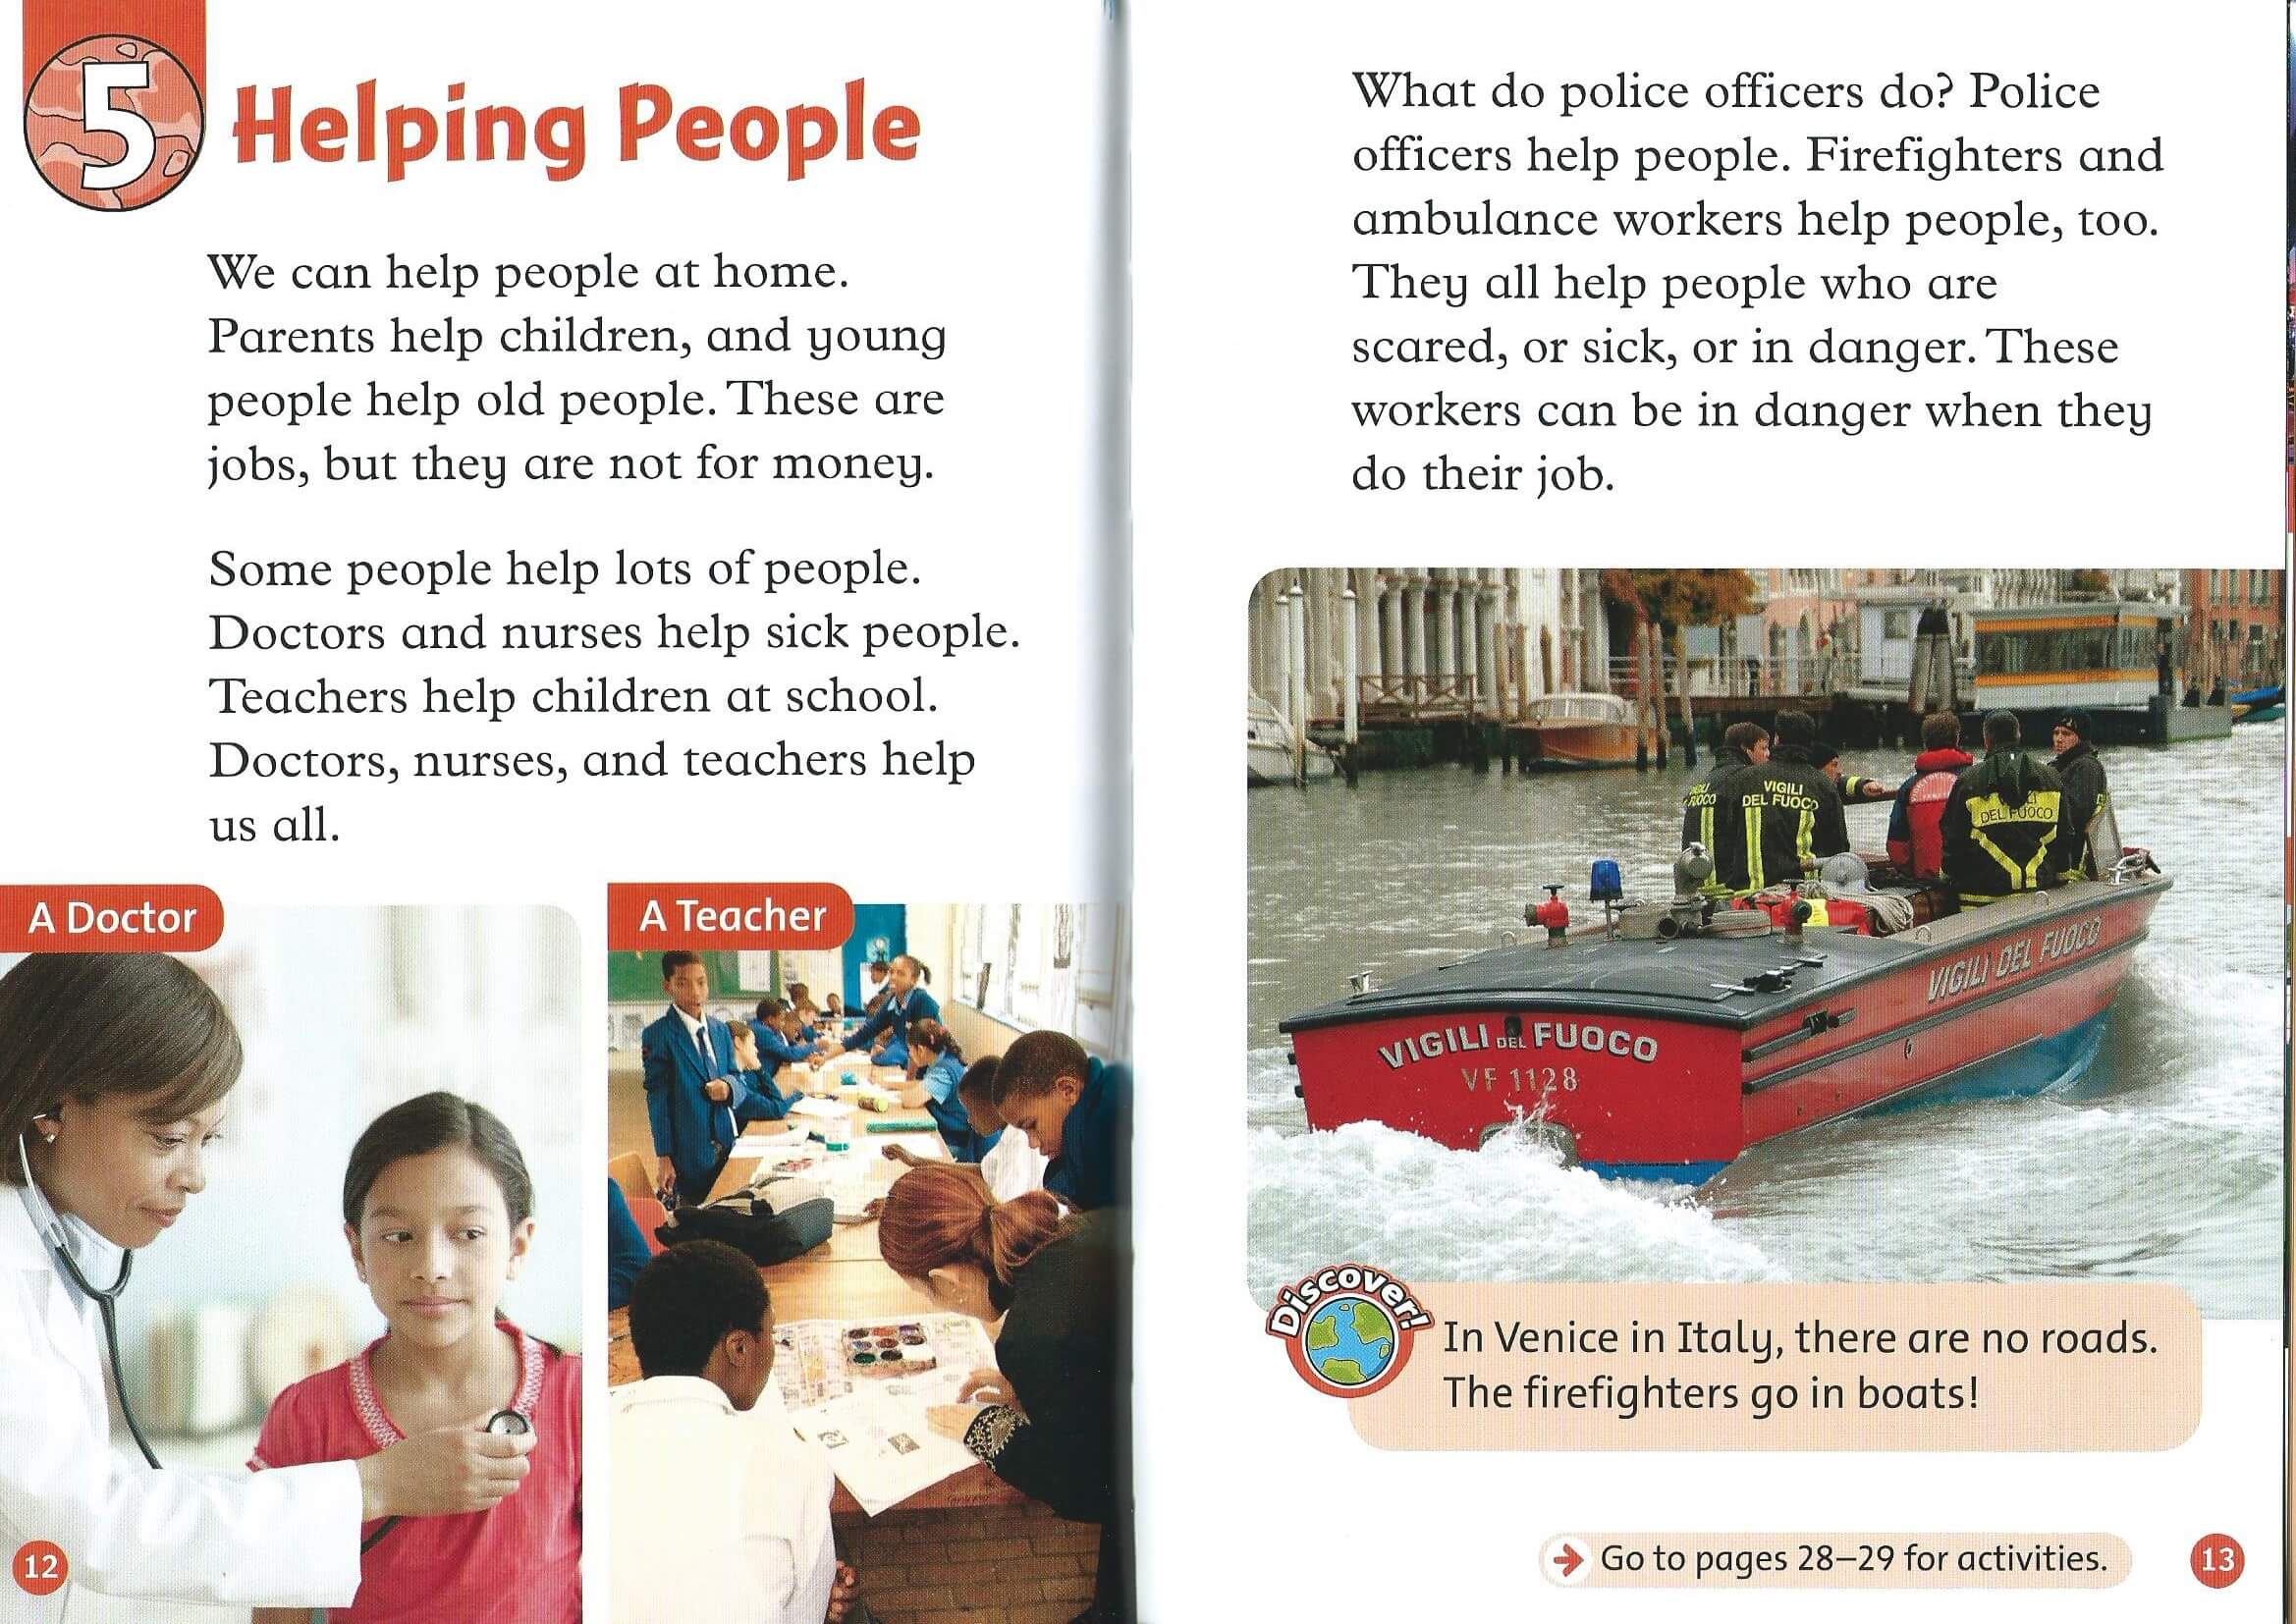 5 Helping People
We can help people at home.
Parents help children, and young
people help old people. These are
jobs, but they are not for money.
Some people help lots of people.
Doctors and nurses help sick people.
Teachers help children at school.
Doctors, nurses, and teachers help
us all.
A Doctor
A Teacher
12
What do police officers do? Police
officers help people. Firefighters and
ambulance workers help people, too.
They all help people who are
scared, or sick, or in danger. These
workers can be in danger when they
do their job.
VIGILI
DEL FUOCO
DEL FUOCO
VIGILI DEL FUOCO
VIGILI DEL FUOCO
VF 1128
Discover!
In Venice in Italy, there are no roads.
The firefighters go in boats!
Go to pages 28–29 for activities.
13